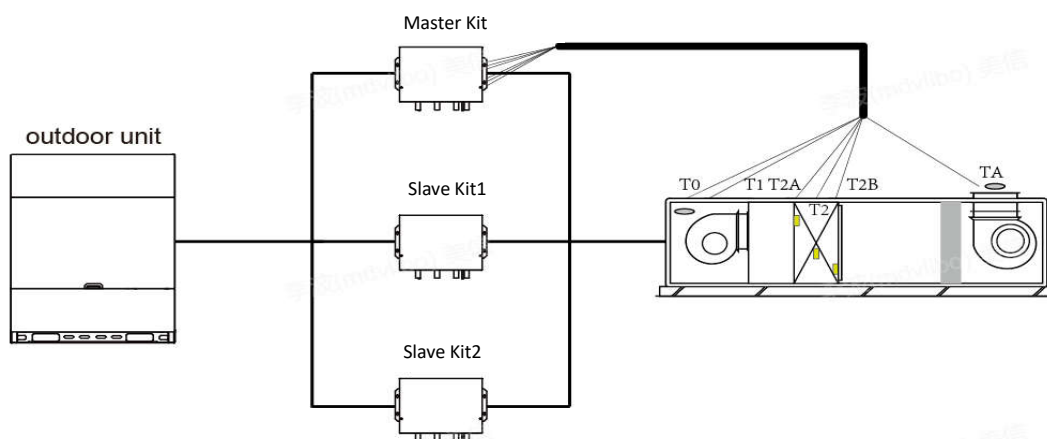 Master Kit
outdoor unit
Slave Kit1
T0
T1 T2A
T2
T2B
TA
Slave Kit2